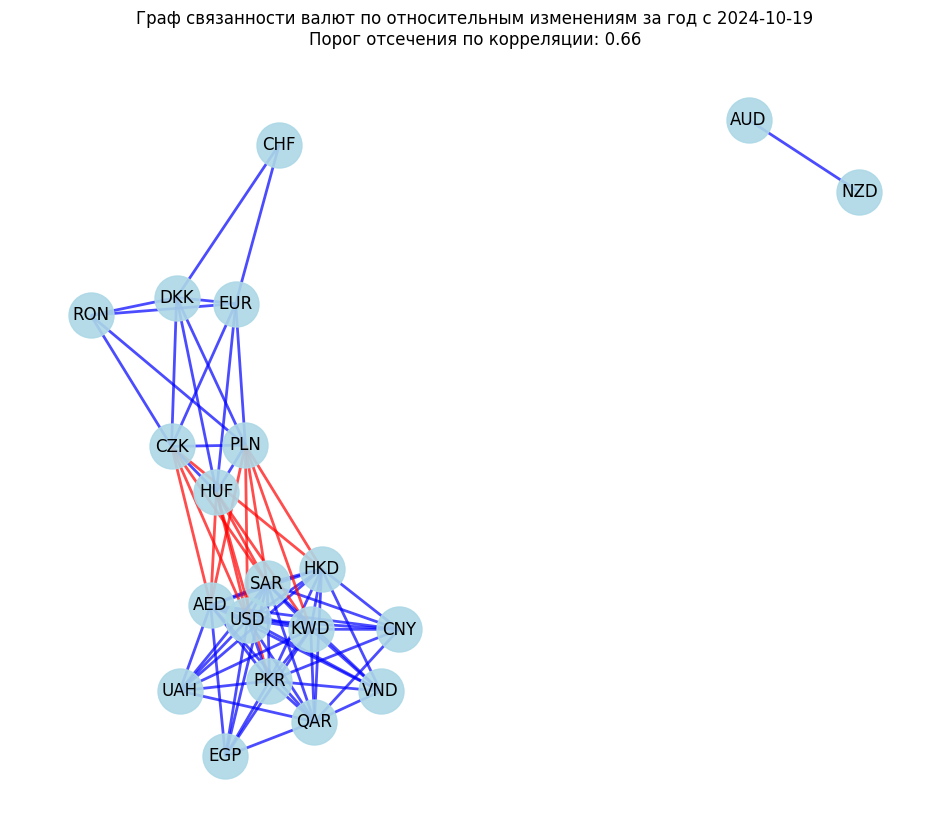 Граф связанности валют по относительным изменениям за год с 2024-10-19
Порог отсечения по корреляции: 0.66
AUD
CHF
NZD
DKK
EUR
RON
CZK
PLN
HUF
HKD
SAR
AED
USD
KWD
CNY
PKR
UAH
VND
QAR
EGP